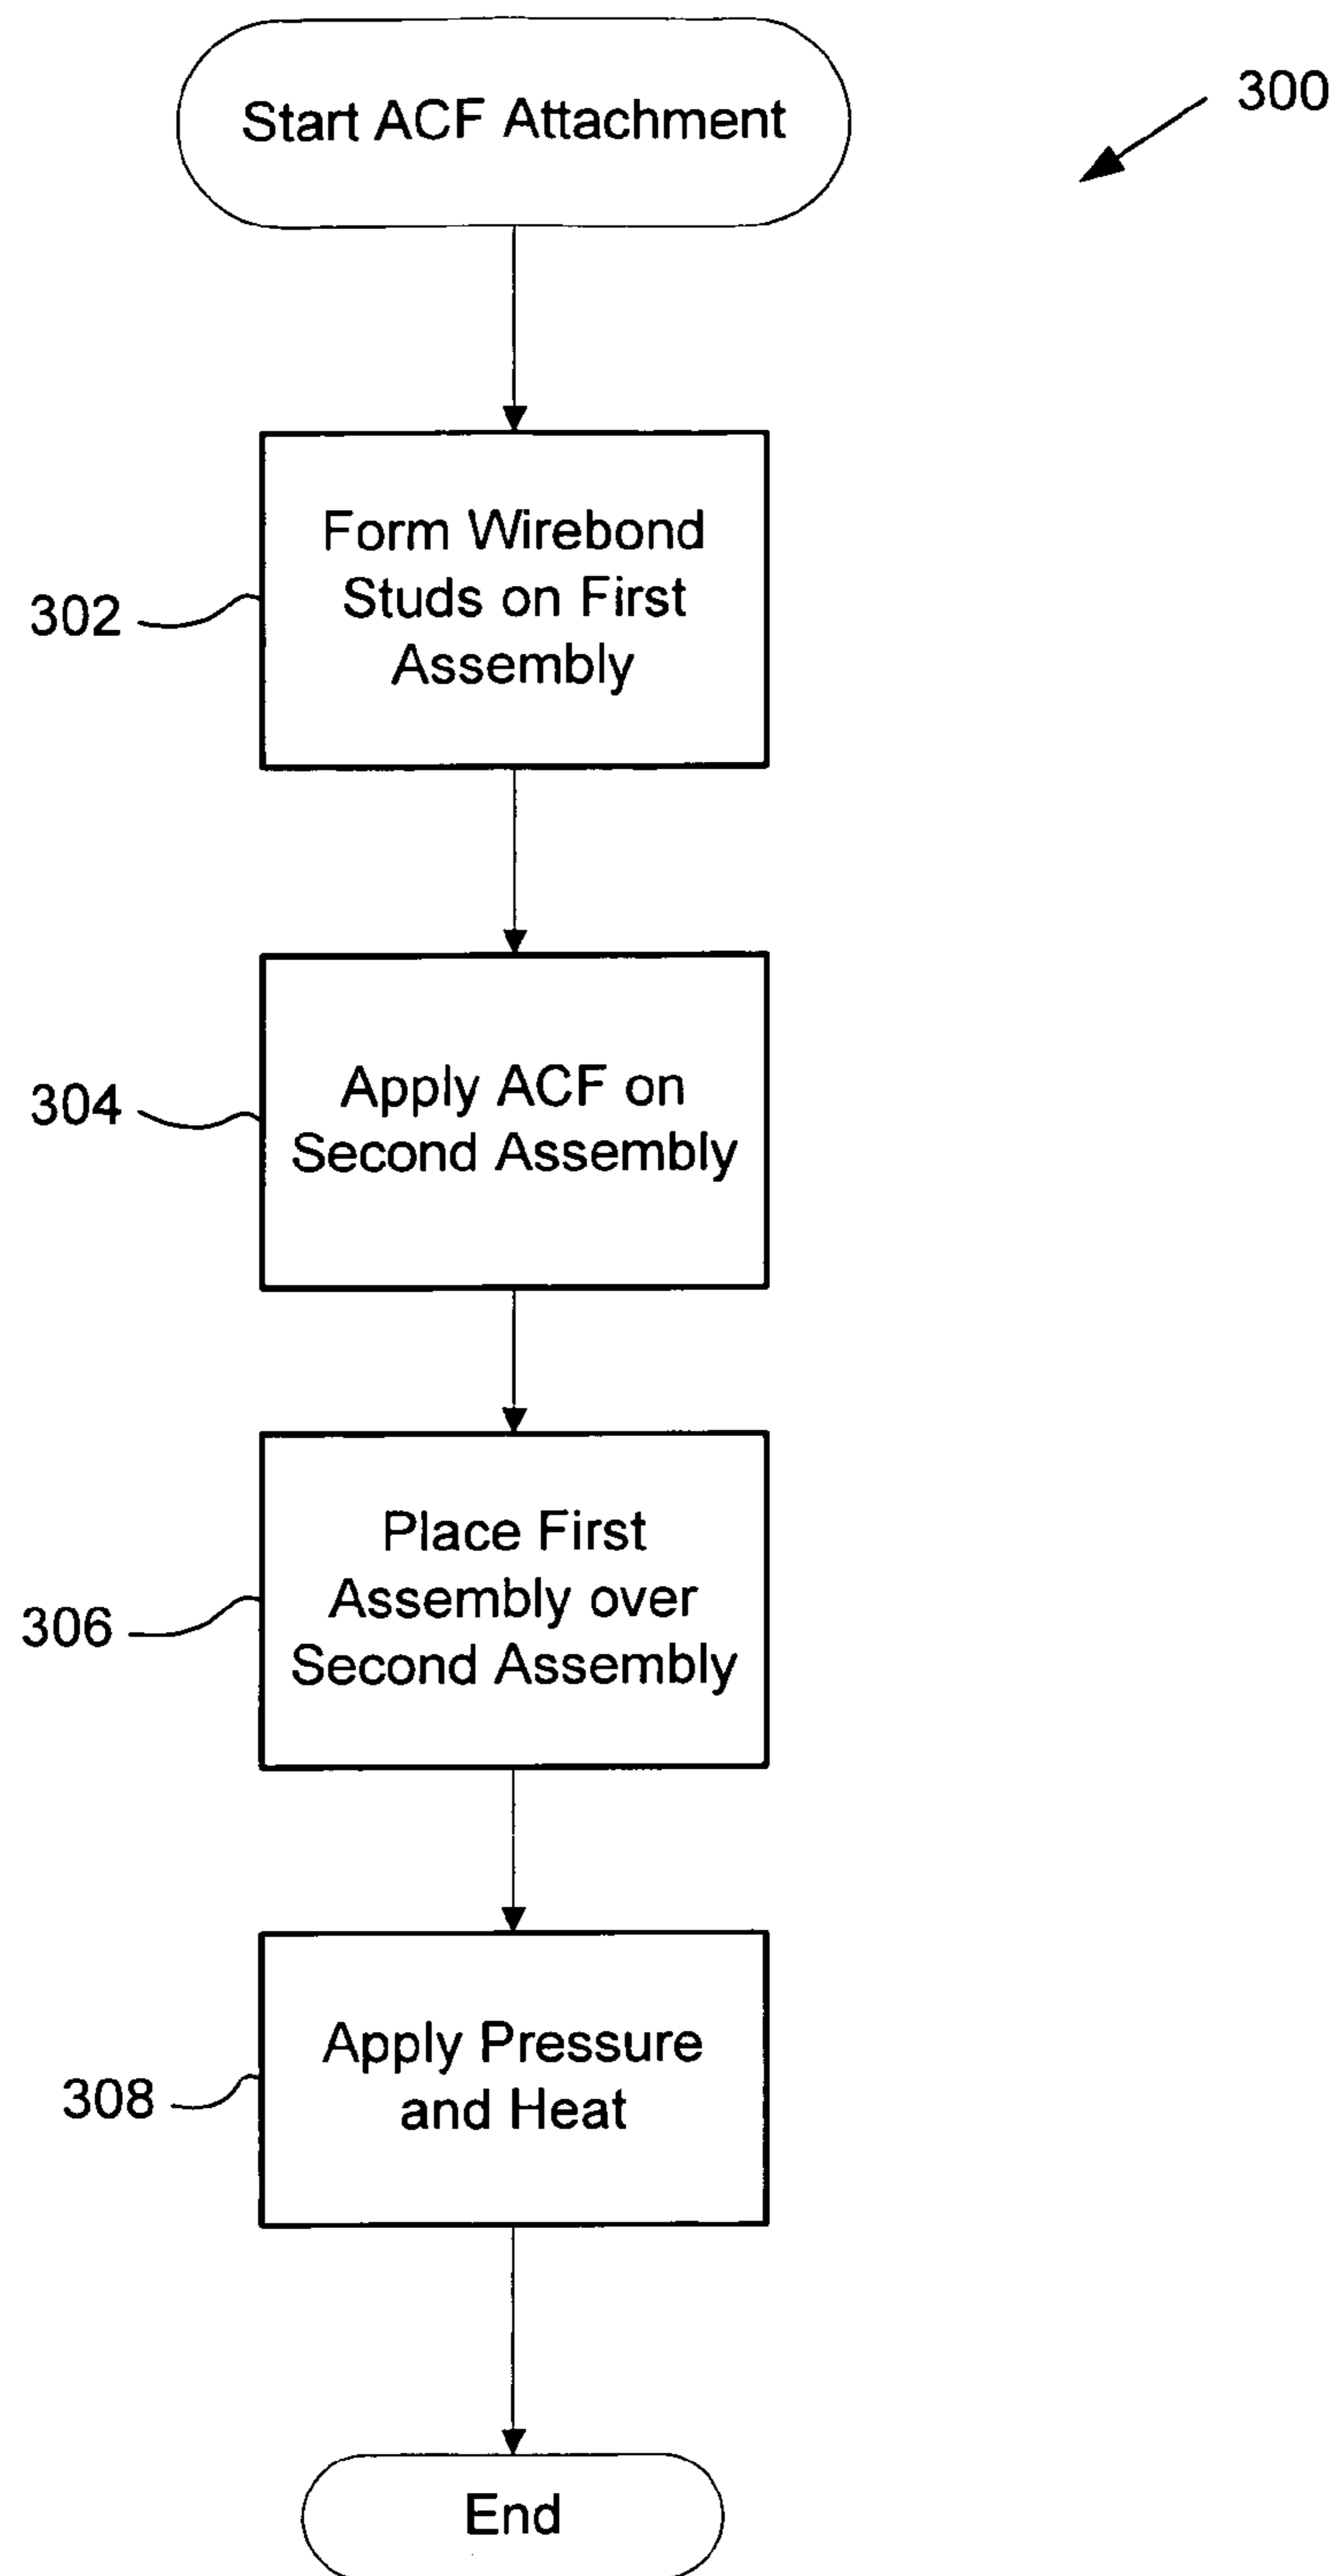 Start ACF Attachment
300
Form Wirebond
Studs on First
Assembly
302
Apply ACF on
Second Assembly
304
Place First
Assembly over
Second Assembly
306
Apply Pressure
and Heat
308
End